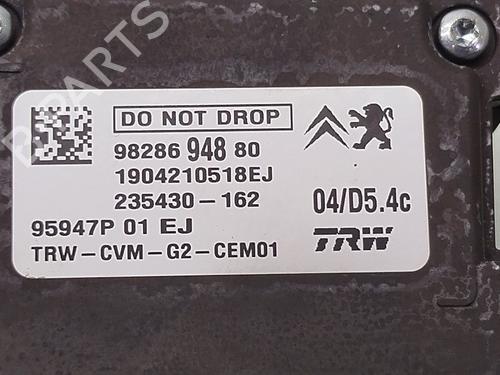 B-PARTS
DO NOT DROP
98286 948 80
1904210518EJ
235430-162
04/D5.4c
95947P 01 EJ
TRW-CVM-G2-CEM01
TRW